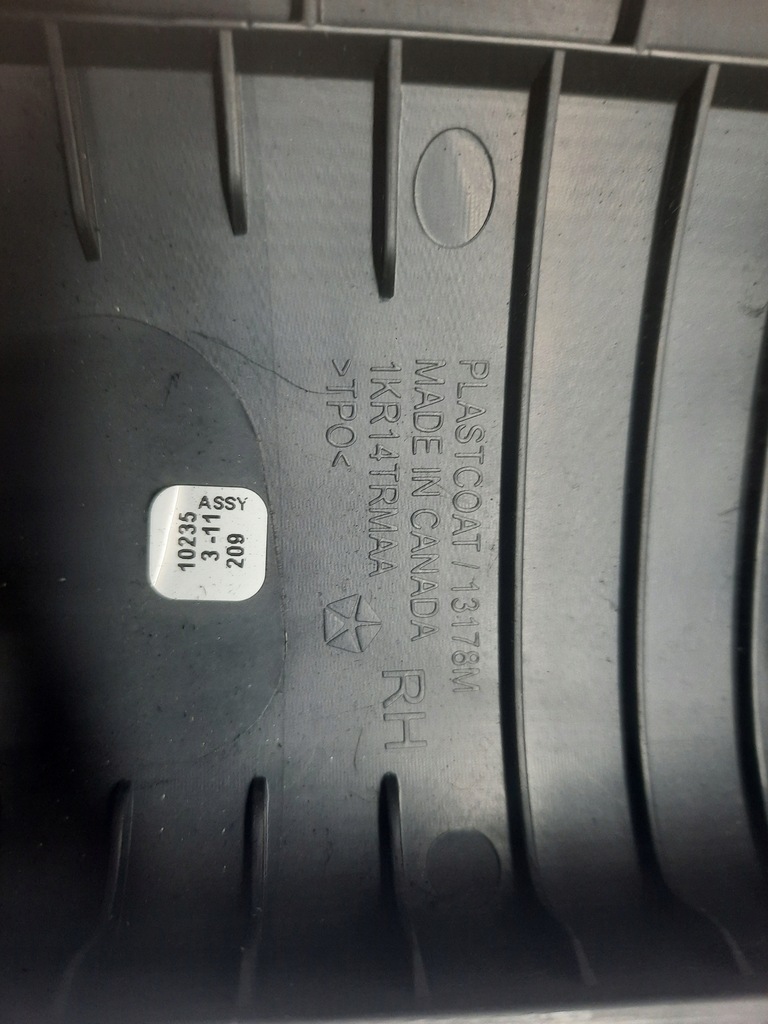 PLASTCOAT / 13178M
MADE IN CANADA
1KR14TRMAA
RH
>TPO<
ASSY
10235
3 -11
209